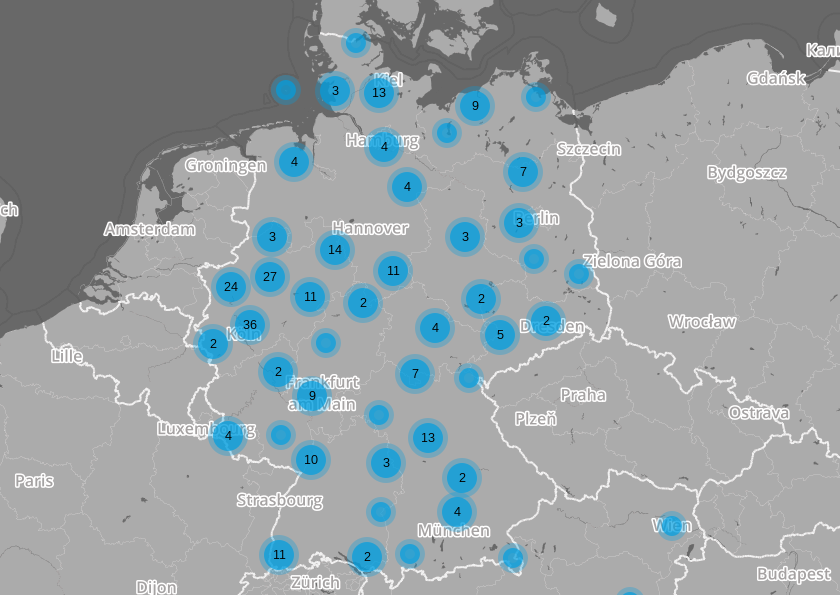 Kiel
3
13
9
Кали
Gdańsk
Hamburg
4
Szczecin
Groningen
4
7
Bydgoszcz
4
ch
Amsterdam
Hannover
3
Berlin
3
14
3
Zielona Góra
24
27
11
11
2
2
36
Köln
4
5
2
Dresden
Wrocław
2
Lille
2
Frankfurt
am Main
9
7
Praha
Plzeň
Ostrava
Luxembourg
4
13
10
3
2
Paris
Strasbourg
4
München
Wien
11
2
Zürich
Dijon
Budapest